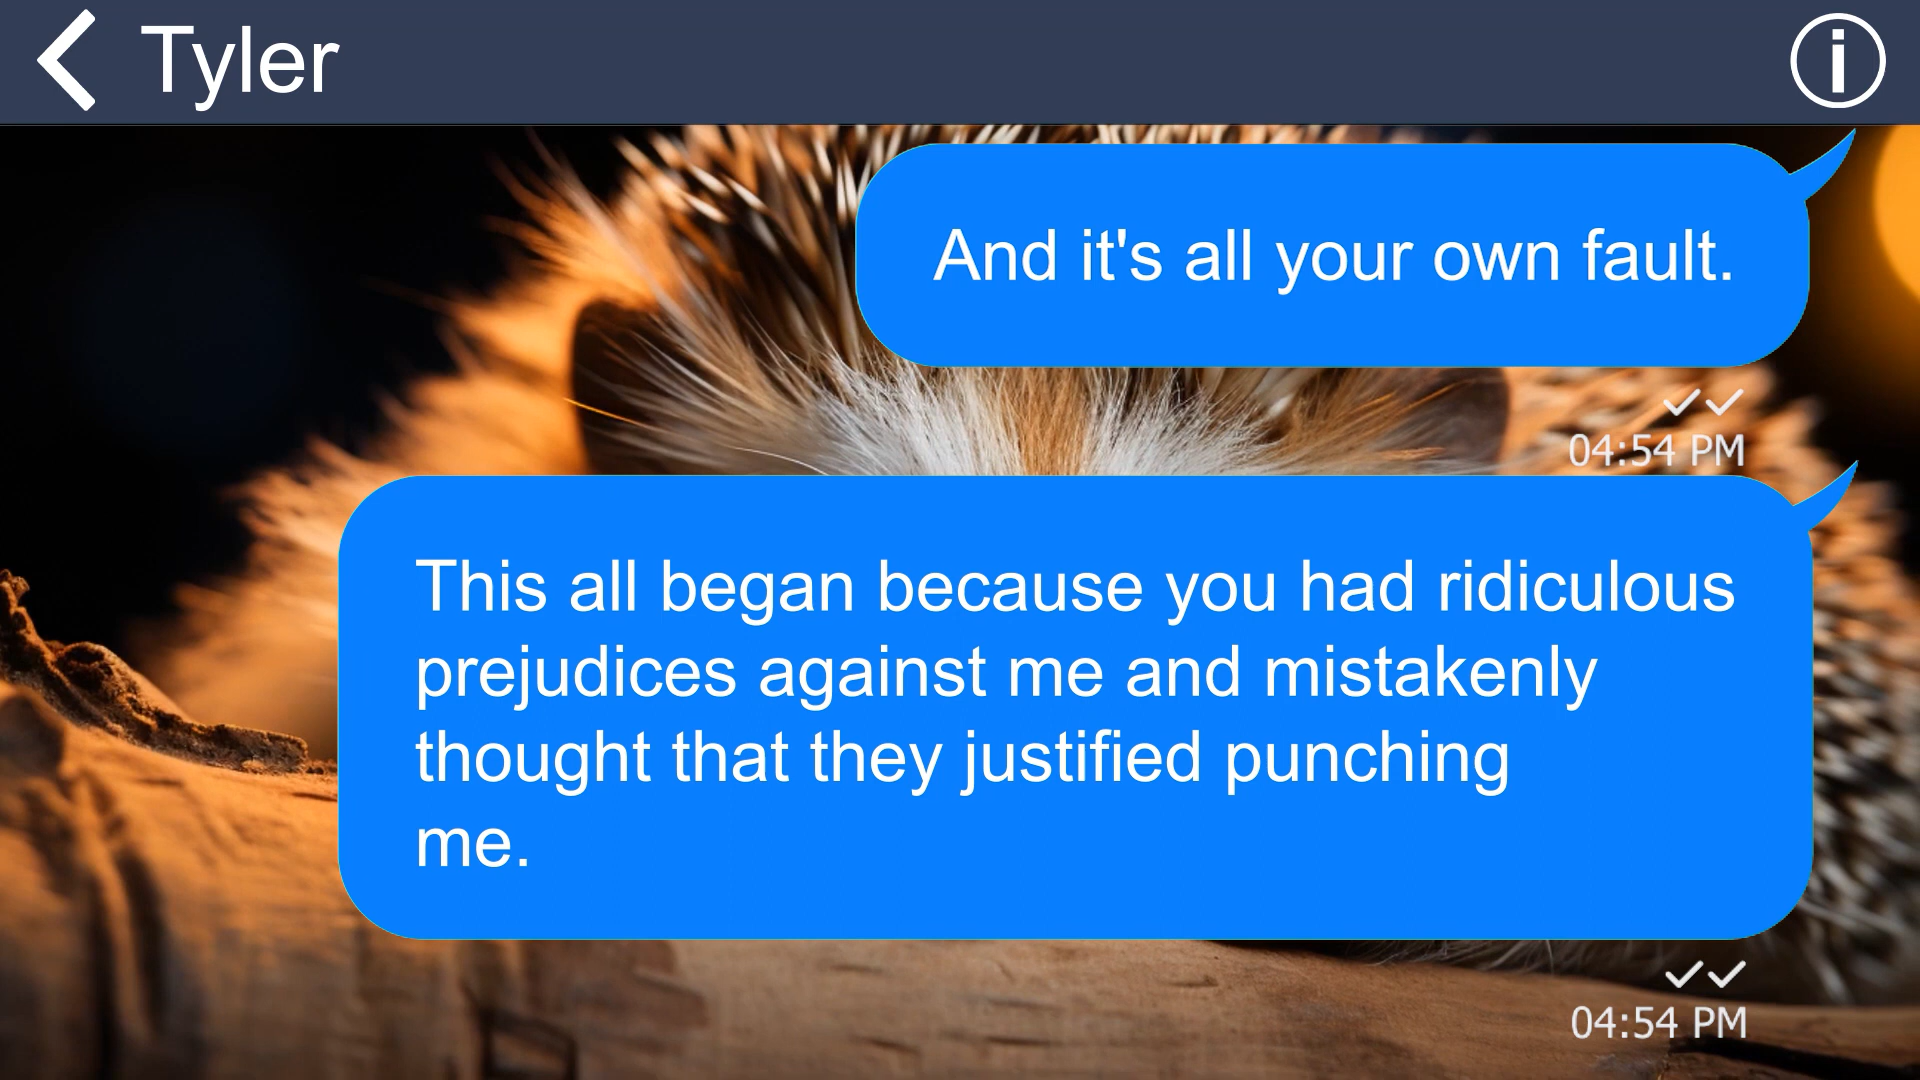 Tyler
And it's all your own fault.
04:54 PM
This all began because you had ridiculous
prejudices against me and mistakenly
thought that they justified punching
me.
04:54 PM